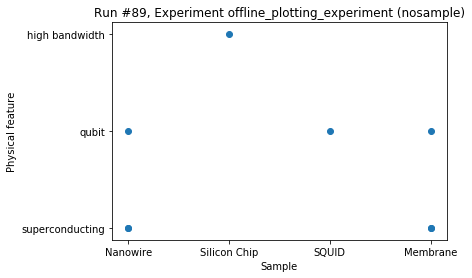 Run #89, Experiment offline_plotting_experiment (nosample)
high bandwidth
qubit
superconducting
Physical feature
Nanowire Silicon Chip SQUID Membrane
Sample